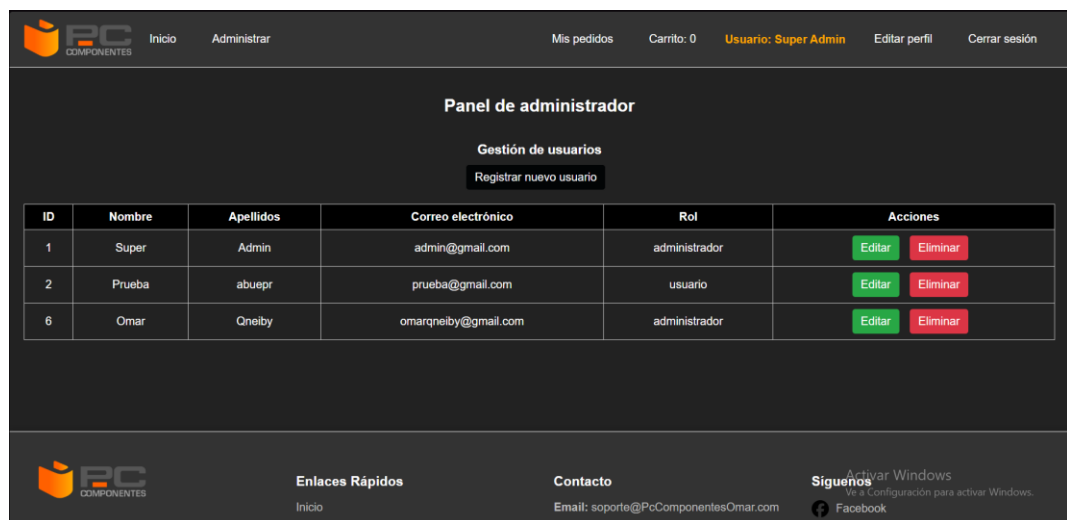 PC COMPONENTES Inicio Administrar Mis pedidos Carrito: 0 Usuario: Super Admin Editar perfil Cerrar sesión
Panel de administrador
Gestión de usuarios
Registrar nuevo usuario
ID Nombre Apellidos Correo electrónico Rol Acciones
1 Super Admin admin@gmail.com administrador Editar Eliminar
2 Prueba abuepr prueba@gmail.com usuario Editar Eliminar
6 Omar Qneiby omarqneiby@gmail.com administrador Editar Eliminar
PC COMPONENTES Enlaces Rápidos Contacto Síguenos
Activar Windows
Ve a Configuración para activar Windows.
Inicio Email: soporte@PcComponentesOmar.com Facebook